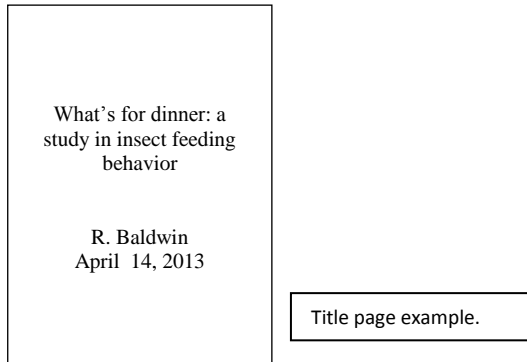 What's for dinner: a
study in insect feeding
behavior
R. Baldwin
April  14, 2013
Title page example.